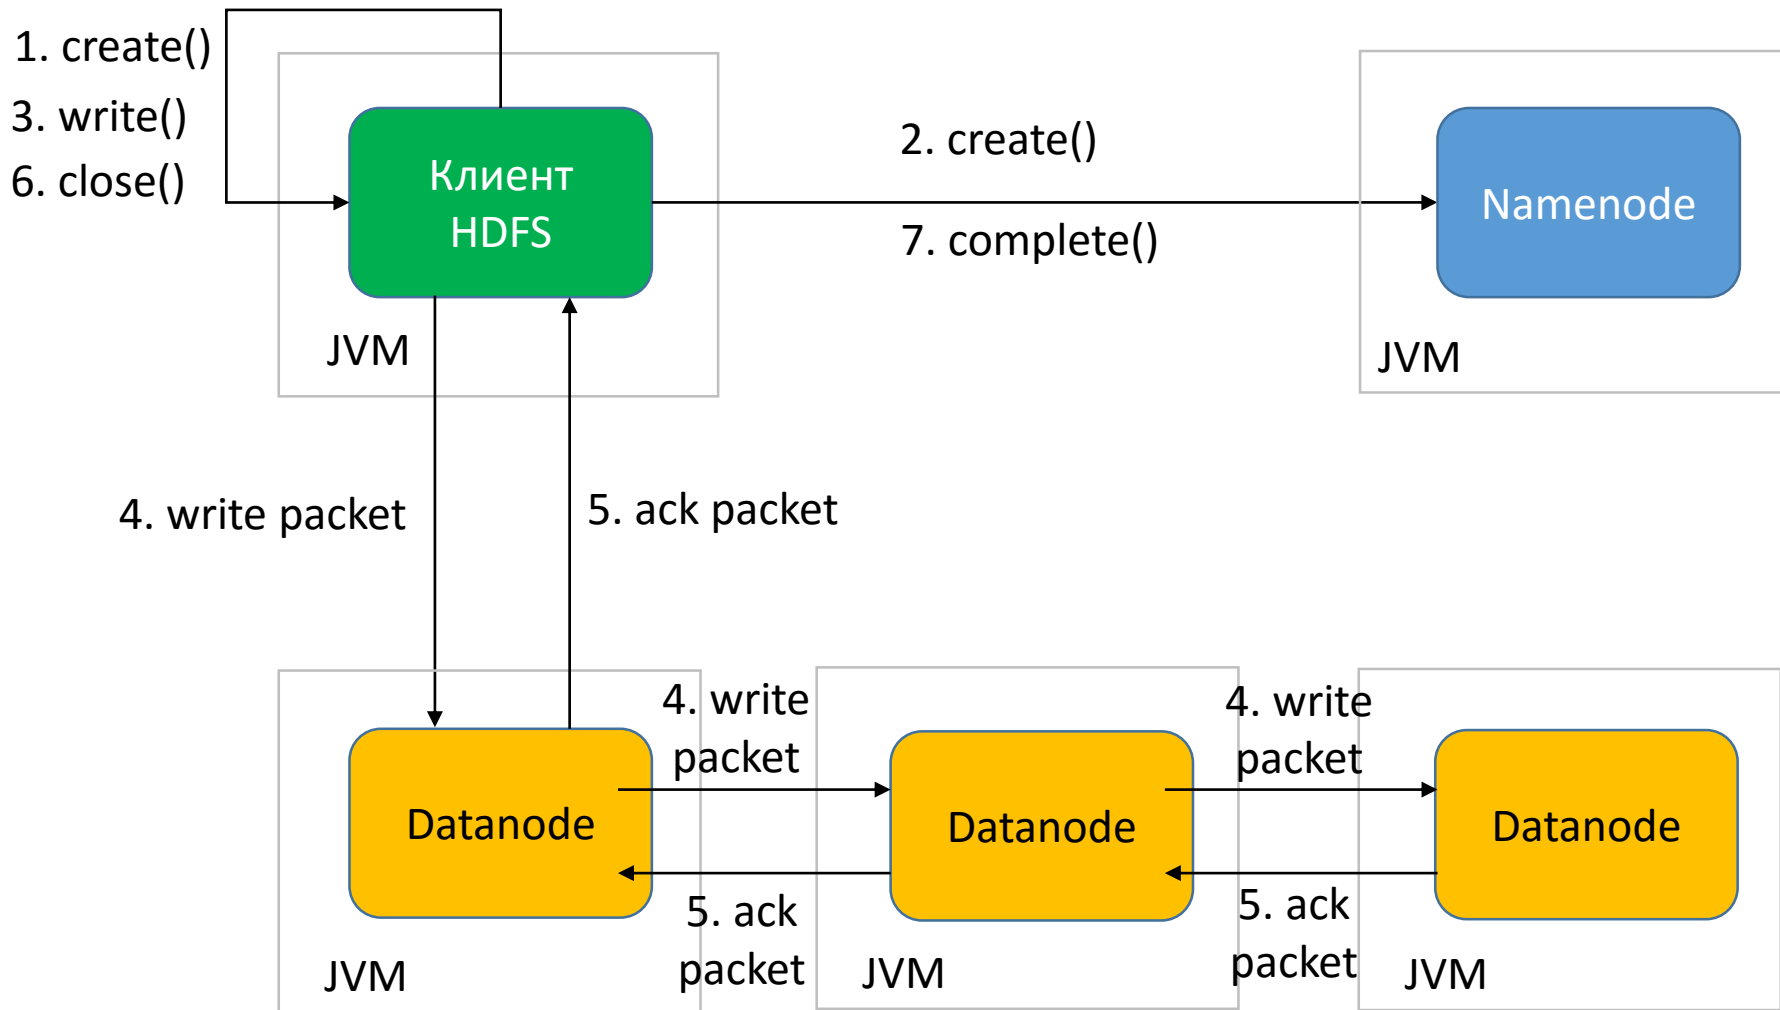 1. create()
3. write()
6. close()
Клиент
HDFS
JVM
2. create()
7. complete()
Namenode
JVM
4. write packet
5. ack packet
4. write
packet
4. write
packet
Datanode
Datanode
Datanode
5. ack
packet
5. ack
packet
JVM
JVM
JVM